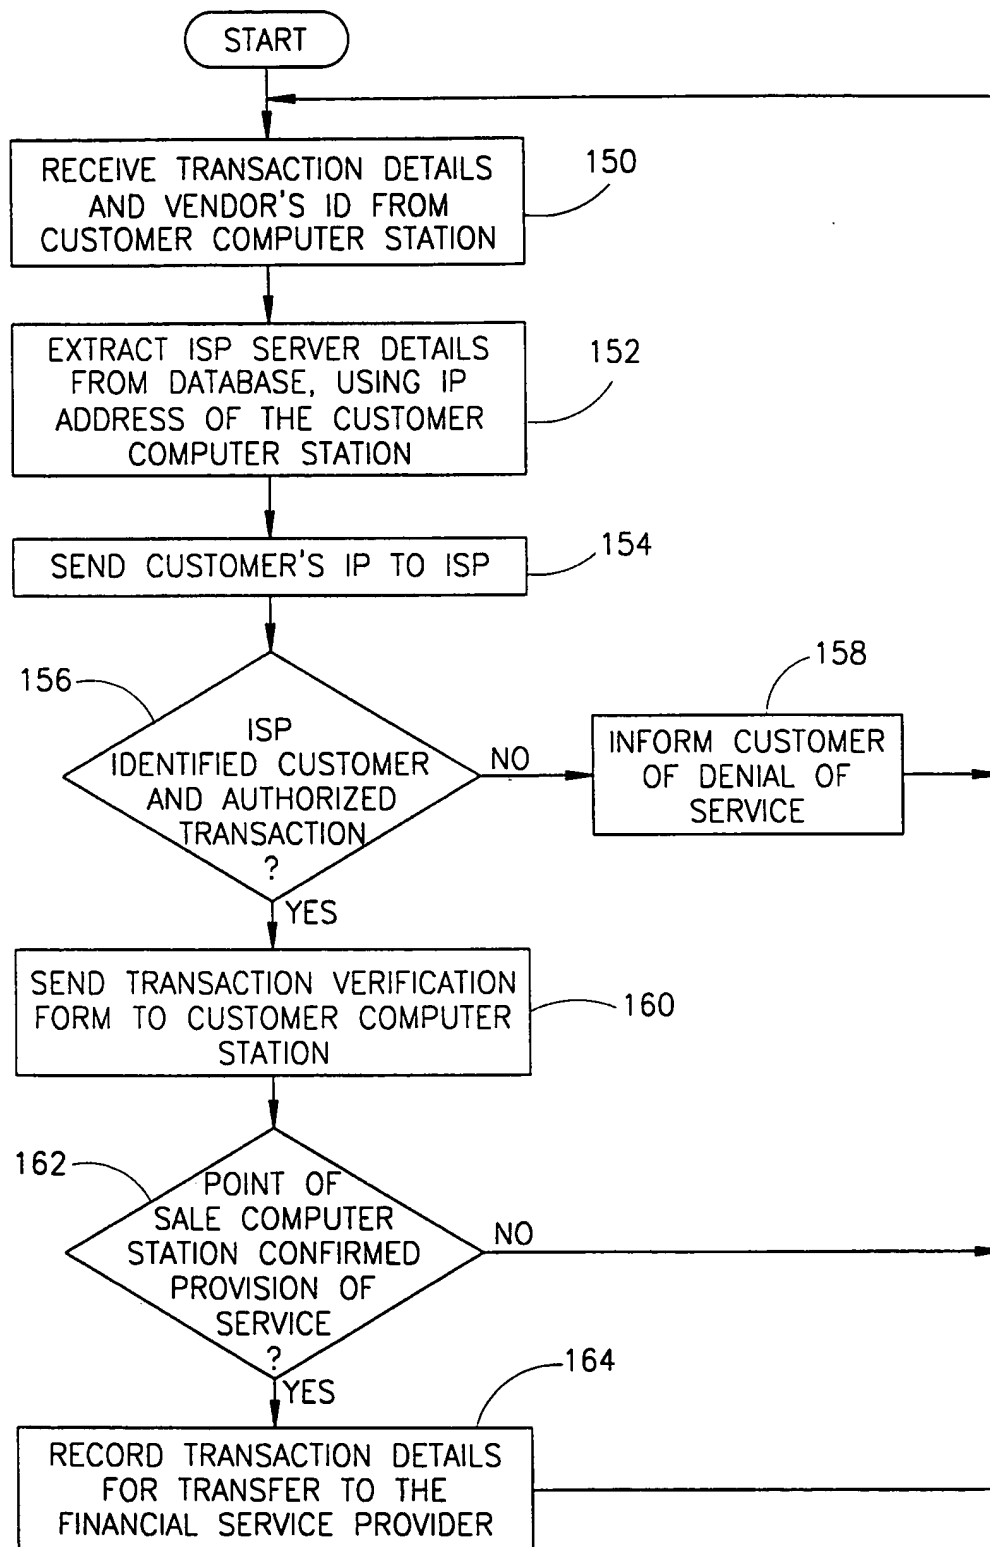 START
RECEIVE TRANSACTION DETAILS
AND VENDOR'S ID FROM
CUSTOMER COMPUTER STATION
150
EXTRACT ISP SERVER DETAILS
FROM DATABASE, USING IP
ADDRESS OF THE CUSTOMER
COMPUTER STATION
152
SEND CUSTOMER'S IP TO ISP
154
156
ISP
IDENTIFIED CUSTOMER
AND AUTHORIZED
TRANSACTION
?
NO
158
INFORM CUSTOMER
OF DENIAL OF
SERVICE
YES
SEND TRANSACTION VERIFICATION
FORM TO CUSTOMER COMPUTER
STATION
160
162
POINT OF
SALE COMPUTER
STATION CONFIRMED
PROVISION OF
SERVICE
?
NO
YES
164
RECORD TRANSACTION DETAILS
FOR TRANSFER TO THE
FINANCIAL SERVICE PROVIDER